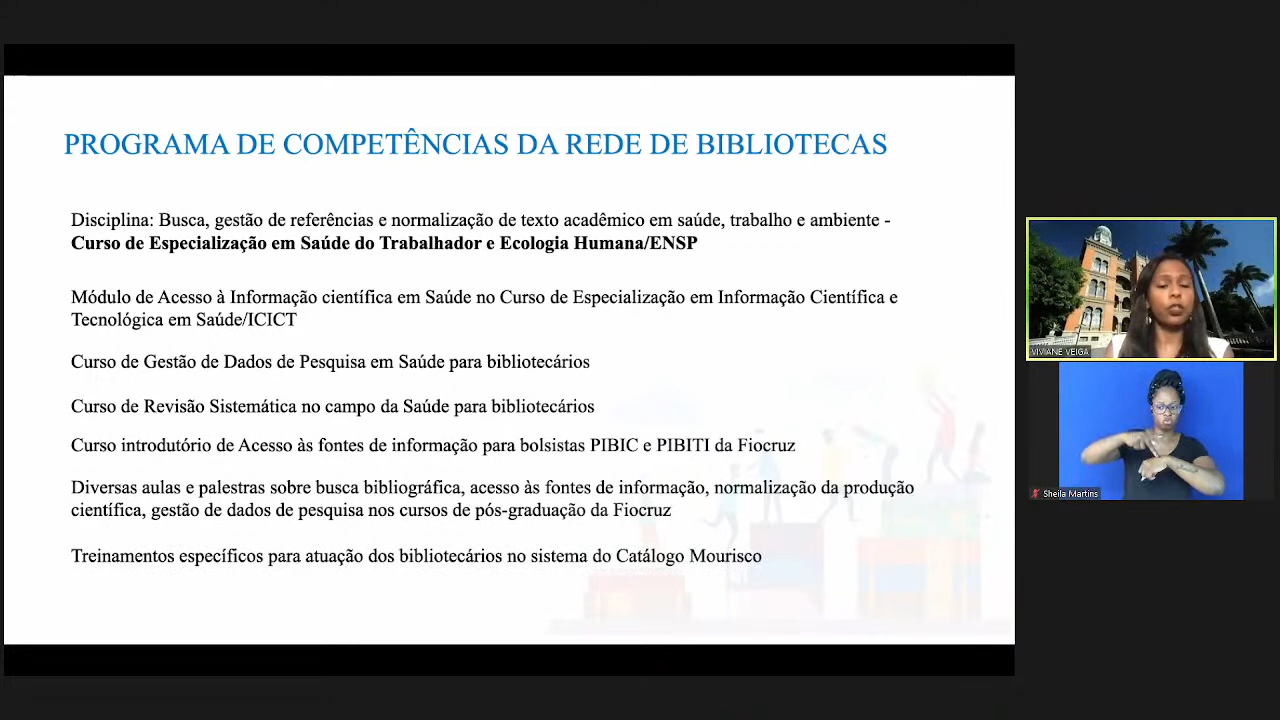 PROGRAMA DE COMPETÊNCIAS DA REDE DE BIBLIOTECAS
Disciplina: Busca, gestão de referências e normalização de texto acadêmico em saúde, trabalho e ambiente -
Curso de Especialização em Saúde do Trabalhador e Ecologia Humana/ENSP
Módulo de Acesso à Informação científica em Saúde no Curso de Especialização em Informação Científica e
Tecnológica em Saúde/ICICT
Curso de Gestão de Dados de Pesquisa em Saúde para bibliotecários
Curso de Revisão Sistemática no campo da Saúde para bibliotecários
Curso introdutório de Acesso às fontes de informação para bolsistas PIBIC e PIBITI da Fiocruz
Diversas aulas e palestras sobre busca bibliográfica, acesso às fontes de informação, normalização da produção
científica, gestão de dados de pesquisa nos cursos de pós-graduação da Fiocruz
Treinamentos específicos para atuação dos bibliotecários no sistema do Catálogo Mourisco
VIVIANE VEIGA
Sheila Martins